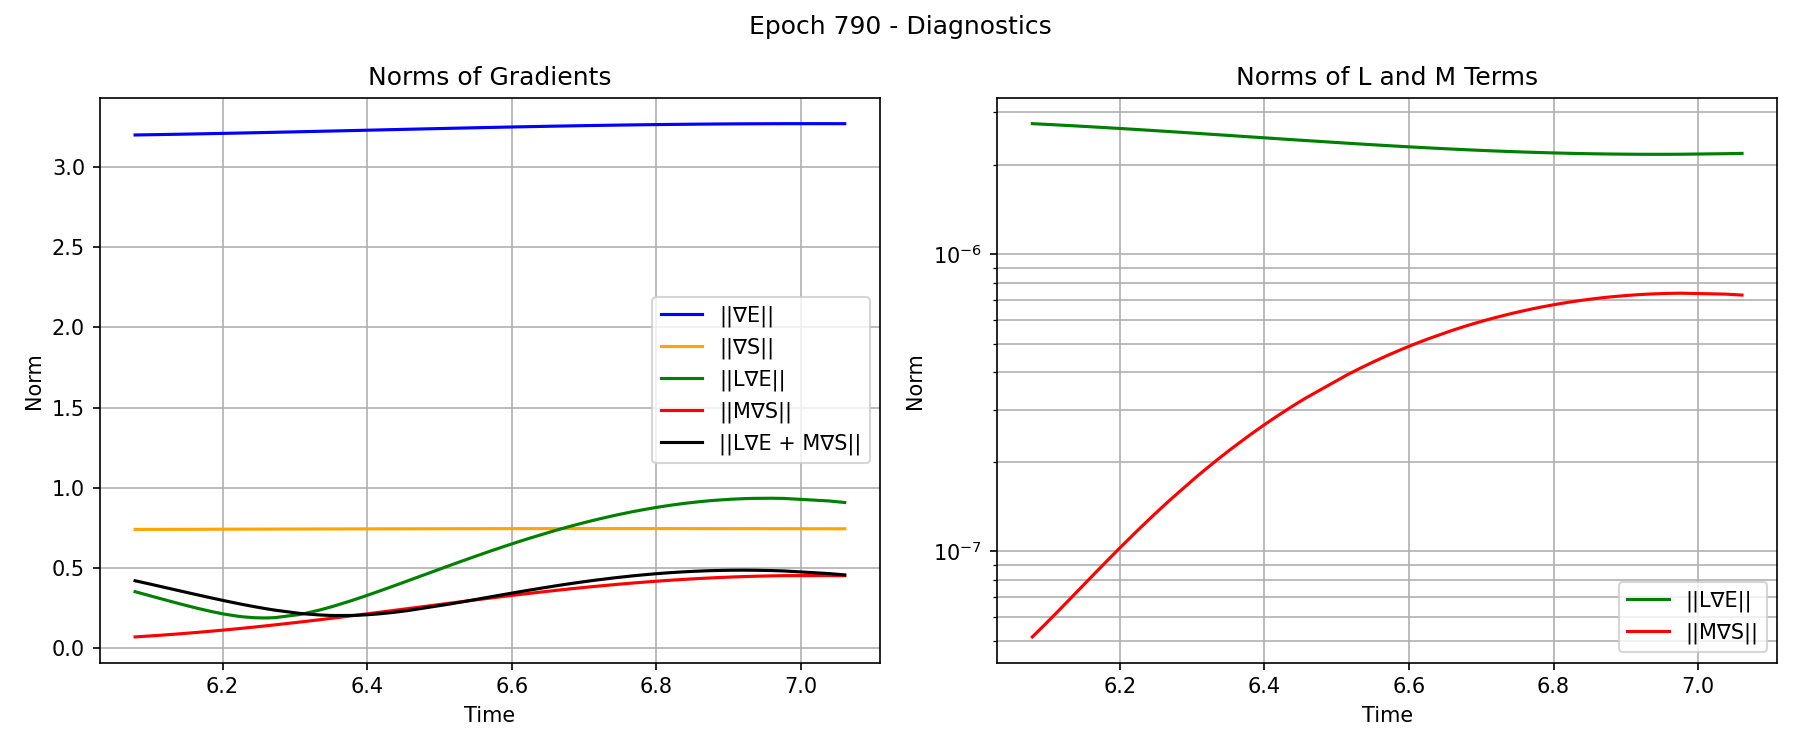 Epoch 790 - Diagnostics
Norms of Gradients
Norm
3.0
2.5
2.0
1.5
1.0
0.5
0.0
6.2 6.4 6.6 6.8 7.0
Time
||∇E||
||∇S||
||L∇E||
||M∇S||
||L∇E + M∇S||
Norms of L and M Terms
Norm
10⁻⁶
10⁻⁷
6.2 6.4 6.6 6.8 7.0
Time
||L∇E||
||M∇S||